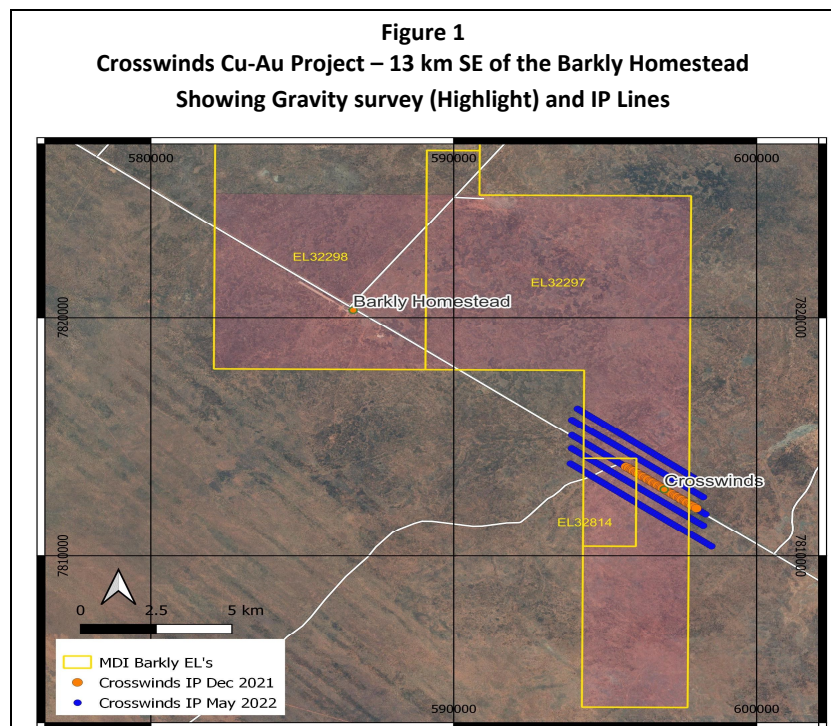 Figure 1
Crosswinds Cu-Au Project – 13 km SE of the Barkly Homestead
Showing Gravity survey (Highlight) and IP Lines
580000
590000
600000
EL32298
EL32297
Barkly Homestead
7820000
7820000
Crosswinds
EL32814
7810000
7810000
0
2.5
5 km
MDI Barkly EL's
Crosswinds IP Dec 2021
Crosswinds IP May 2022
590000
600000